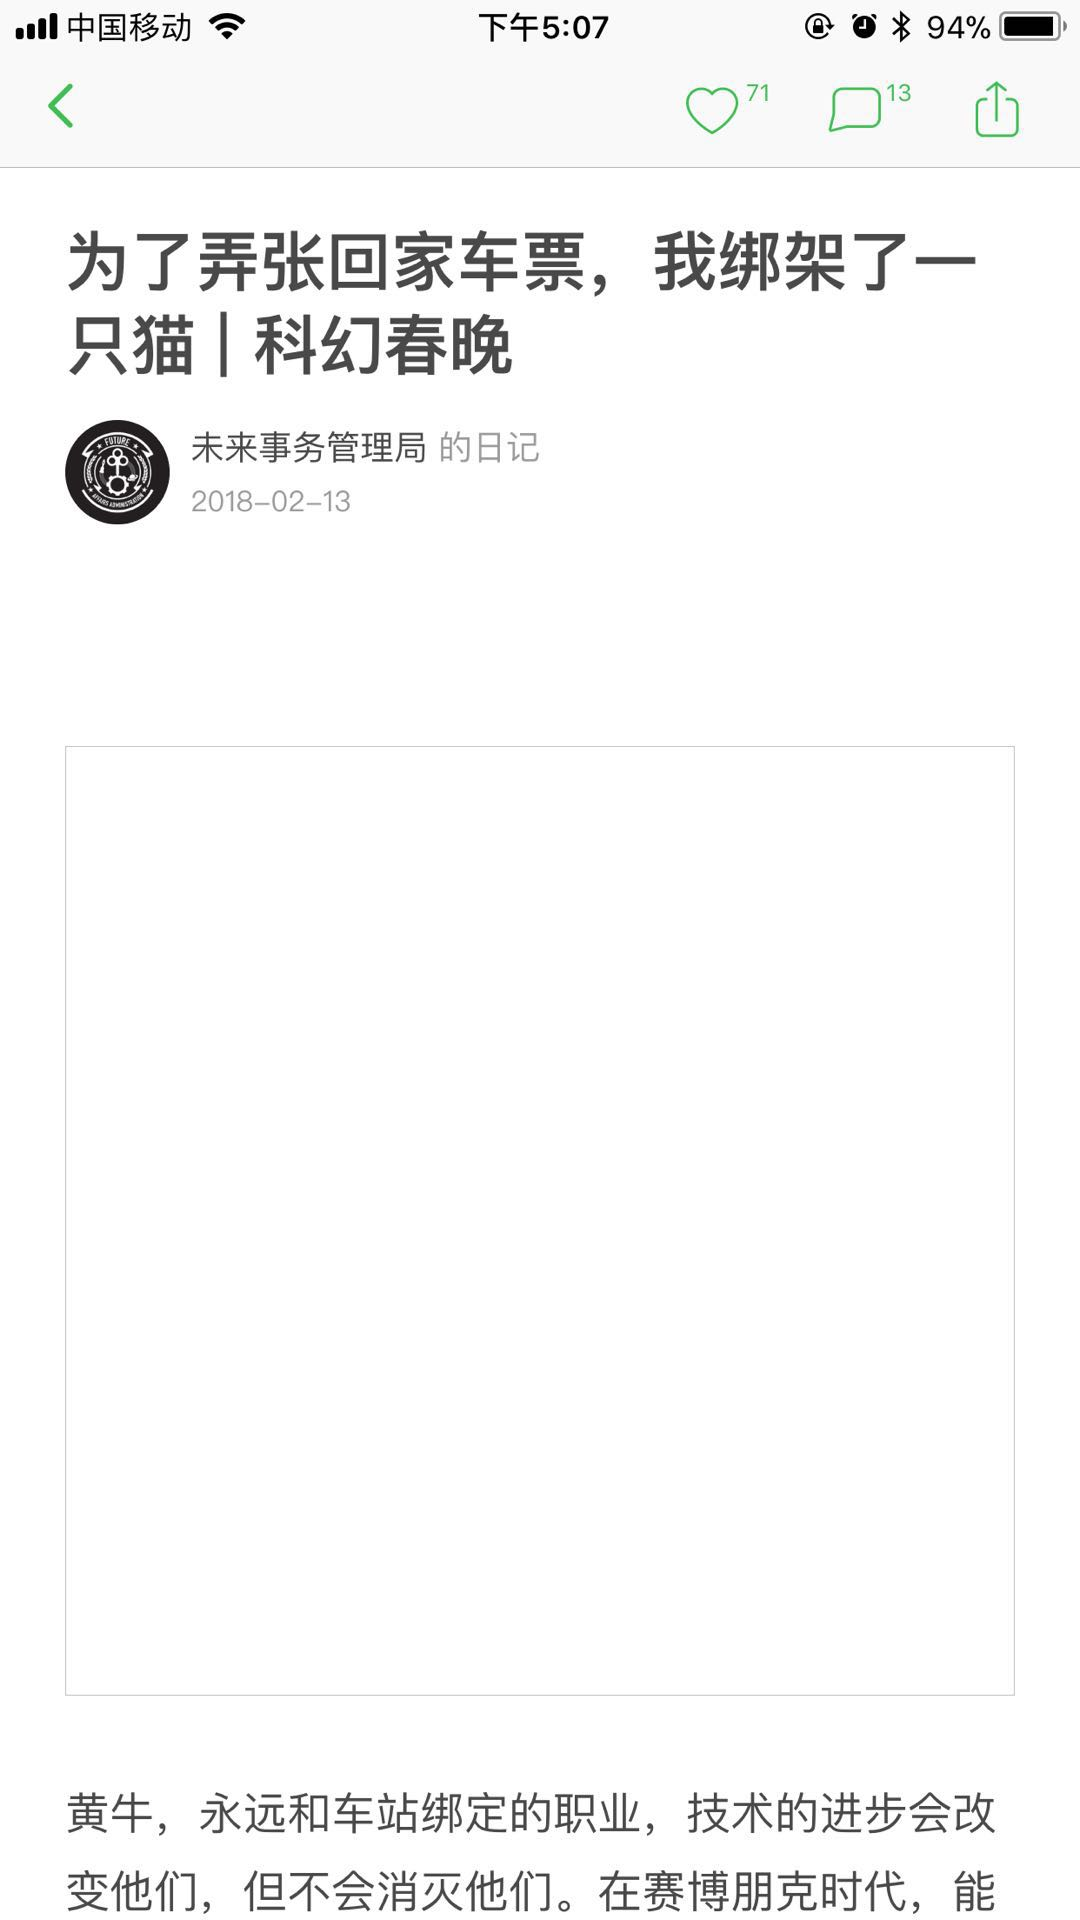 中国移动 下午5:07 94%
71 13
为了弄张回家车票，我绑架了一
只猫 | 科幻春晚
FUTURE
AFFAIRS ADMINISTRATION
未来事务管理局 的日记
2018-02-13
黄牛，永远和车站绑定的职业，技术的进步会改
变他们，但不会消灭他们。在赛博朋克时代，能